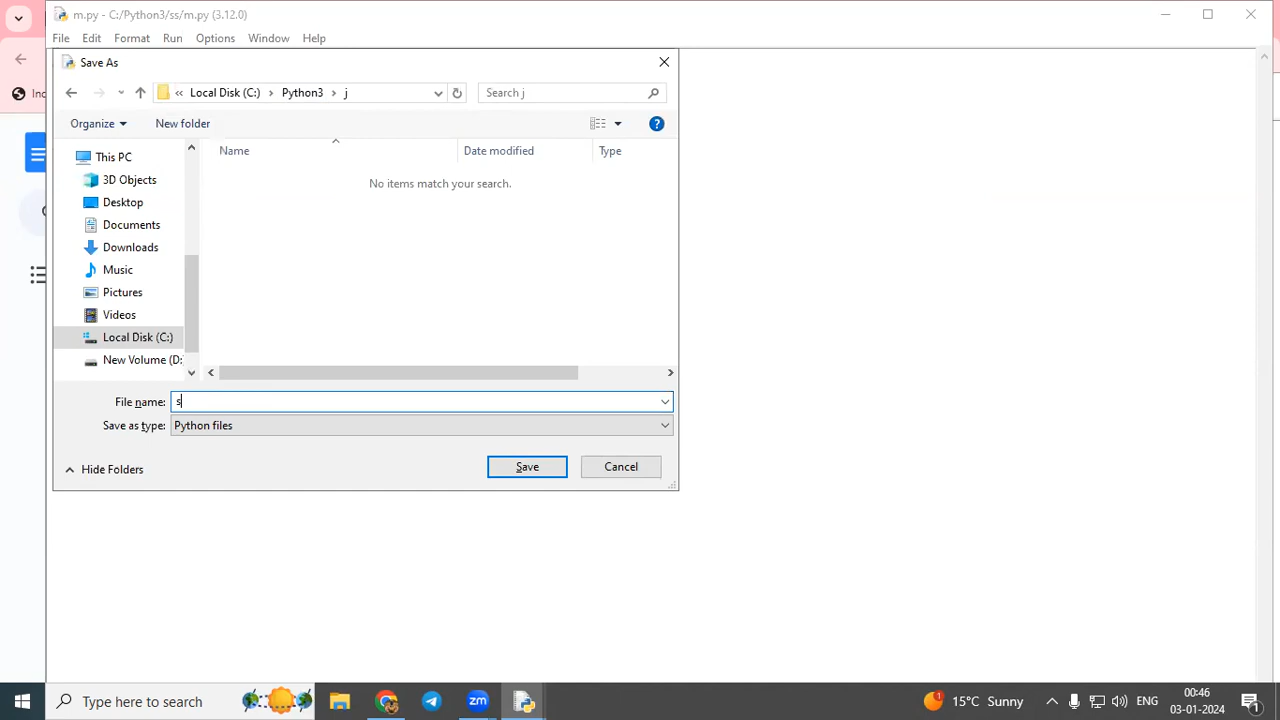 m.py - C:/Python3/ss/m.py (3.12.0)
File Edit Format Run Options Window Help
Save As
« Local Disk (C:) > Python3 > j
Search j
Organize New folder
Name Date modified Type
No items match your search.
This PC
3D Objects
Desktop
Documents
Downloads
Music
Pictures
Videos
Local Disk (C:)
New Volume (D:
File name: s
Save as type: Python files
Hide Folders
Save Cancel
Type here to search
zm
1
15°C Sunny
ENG
00:46
03-01-2024
1